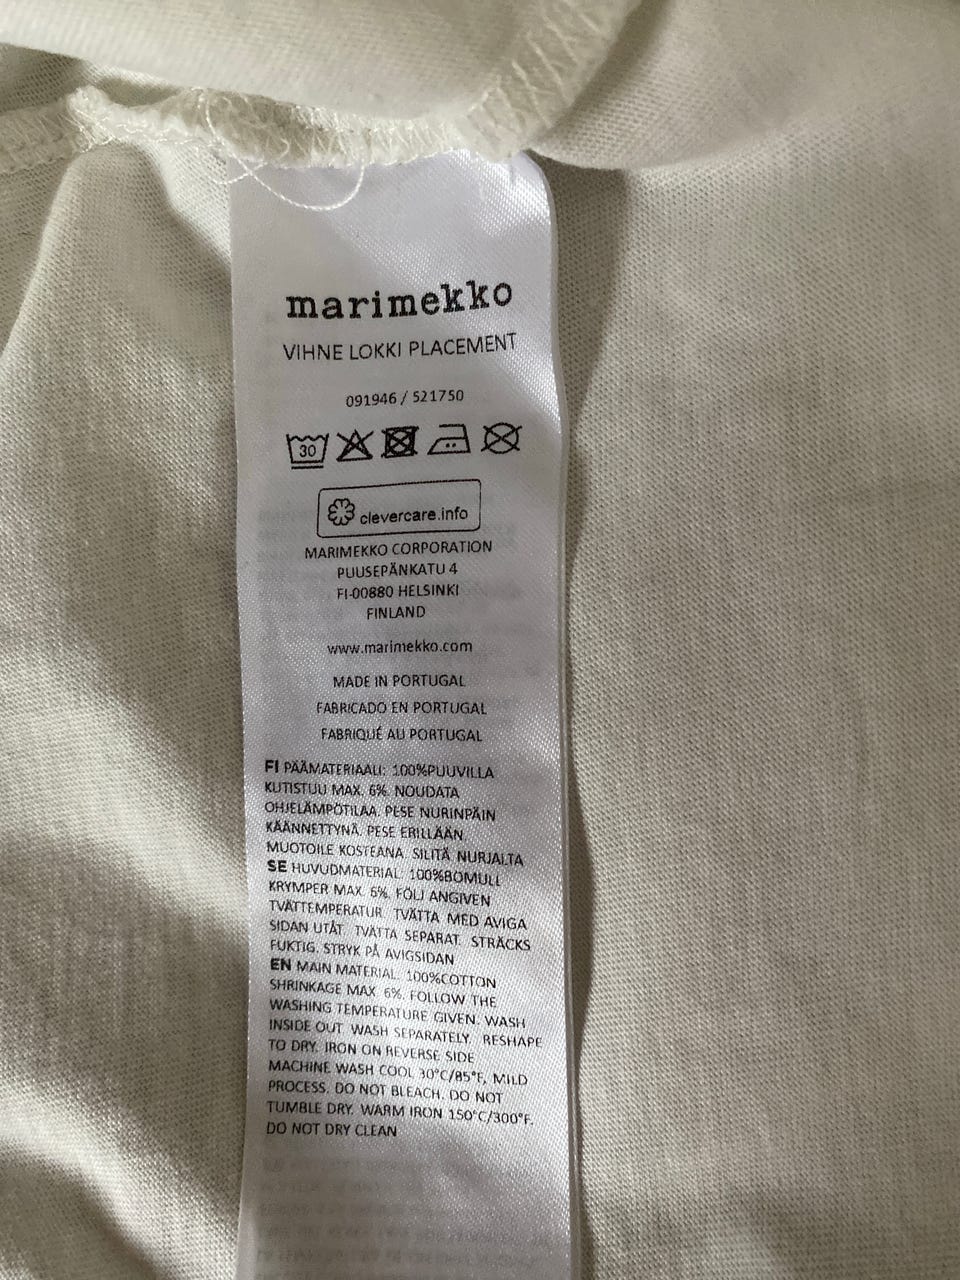 marimekko
VIHNE LOKKI PLACEMENT
091946 / 521750
30
clevercare.info
MARIMEKKO CORPORATION
PUUSEPÄNKATU 4
FI-00880 HELSINKI
FINLAND
www.marimekko.com
MADE IN PORTUGAL
FABRICADO EN PORTUGAL
FABRIQUÉ AU PORTUGAL
FI PÄÄMATERIAALI: 100%PUUVILLA
KUTISTUU MAX. 6%. NOUDATA
OHJELÄMPÖTILAA. PESE NURINPÄIN
KÄÄNNETTYNÄ. PESE ERILLÄÄN.
MUOTOILE KOSTEANA. SILITÄ NURJALTA
SE HUVUDMATERIAL: 100%BOMULL
KRYMPER MAX. 6%. FÖLJ ANGIVEN
TVÄTTEMPERATUR. TVÄTTA MED AVIGA
SIDAN UTÅT. TVÄTTA SEPARAT. STRÄCKS
FUKTIG. STRYK PÅ AVIGSIDAN
EN MAIN MATERIAL: 100%COTTON
SHRINKAGE MAX. 6%. FOLLOW THE
WASHING TEMPERATURE GIVEN. WASH
INSIDE OUT. WASH SEPARATELY. RESHAPE
TO DRY. IRON ON REVERSE SIDE
MACHINE WASH COOL 30°C/85°F, MILD
PROCESS. DO NOT BLEACH. DO NOT
TUMBLE DRY. WARM IRON 150°C/300°F.
DO NOT DRY CLEAN